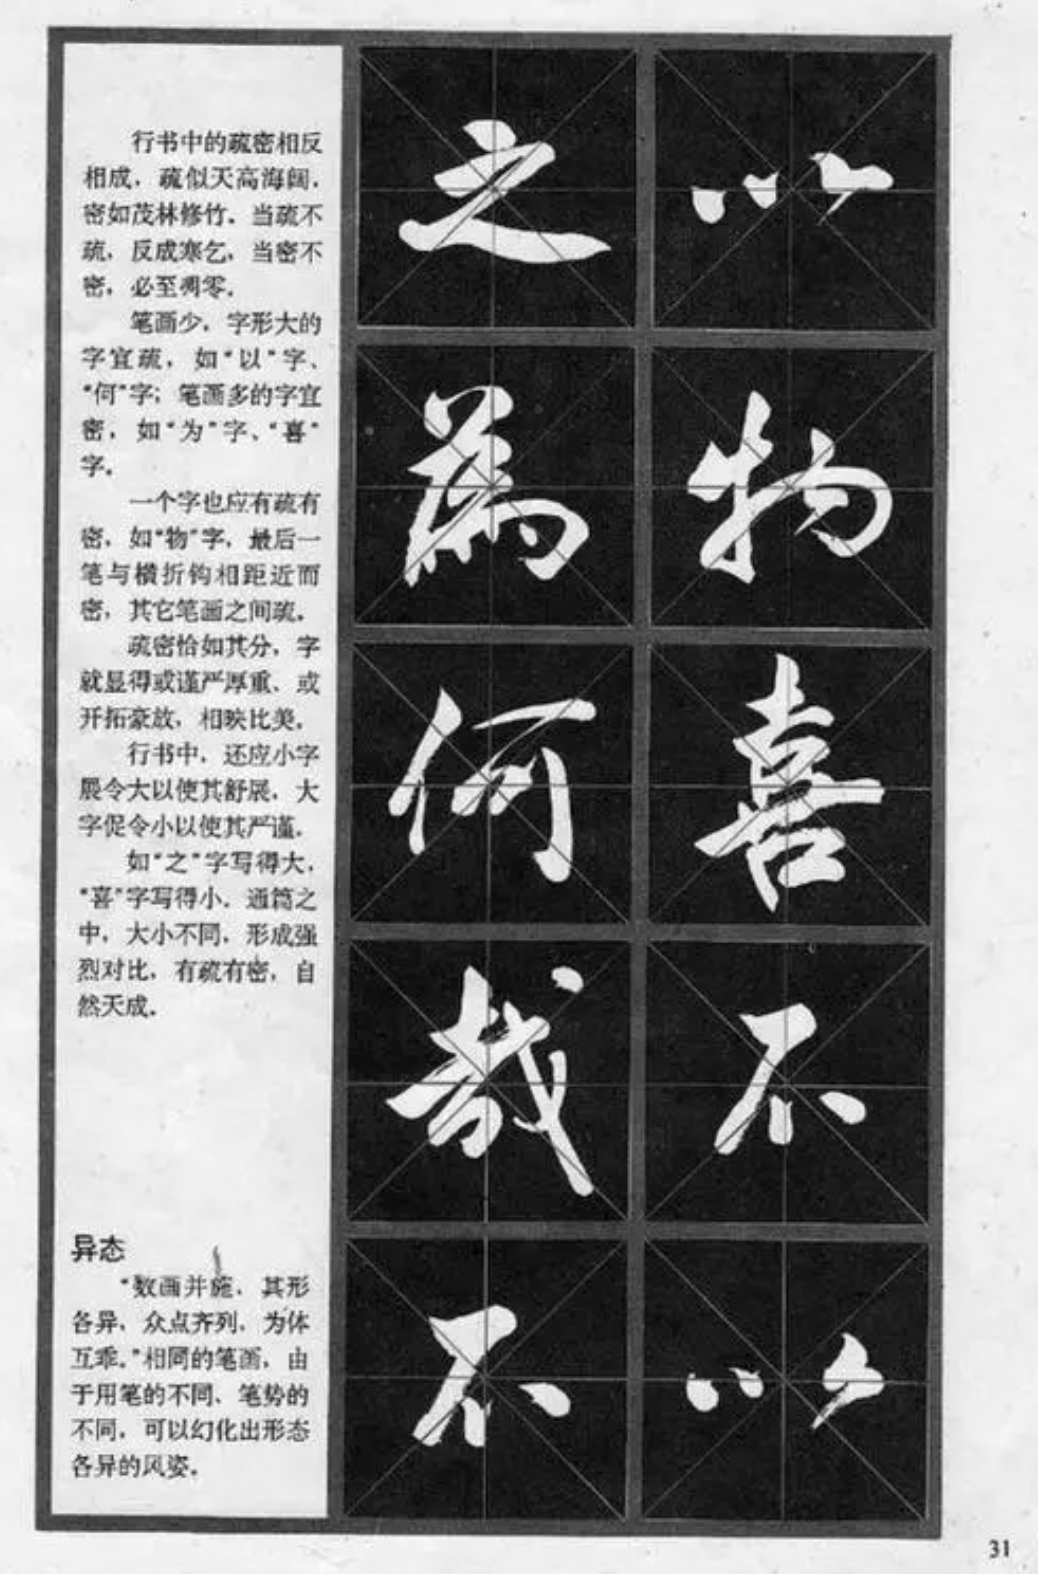 行书中的疏密相反
相成，疏似天高海阔，
密如茂林修竹。当疏不
疏，反成寒乞，当密不
密，必至凋零。
笔画少，字形大的
字宜疏，如“以”字、
“何”字；笔画多的字宜
密，如“为”字、“喜”
字。
一个字也应有疏有
密，如“物”字，最后一
笔与横折钩相距近而
密，其它笔画之间疏。
疏密恰如其分，字
就显得或谨严厚重、或
开拓豪放，相映比美。
行书中，还应小字
展令大以使其舒展，大
字促令小以使其严谨。
如“之”字写得大，
“喜”字写得小，通篇之
中，大小不同，形成强
烈对比，有疏有密，自
然天成。
异态
“数画并施，其形
各异，众点齐列，为体
互乖。”相同的笔画，由
于用笔的不同、笔势的
不同，可以幻化出形态
各异的风姿。
以
物
喜
不
以
之
為
何
哉
不
31